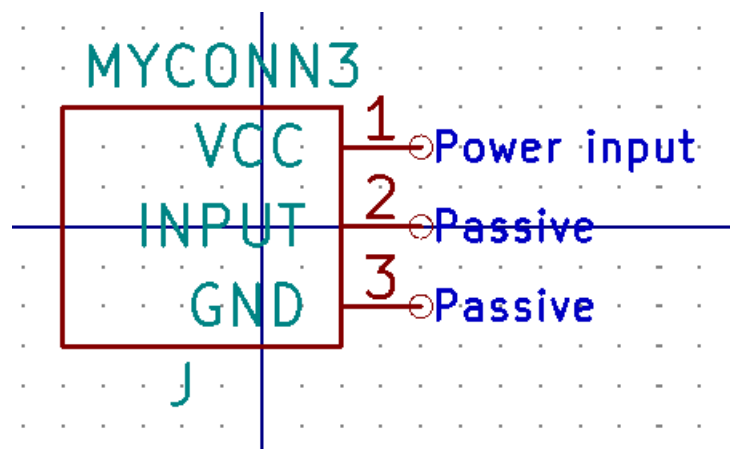 MYCONN3
VCC 1 Power input
INPUT 2 Passive
GND 3 Passive
J